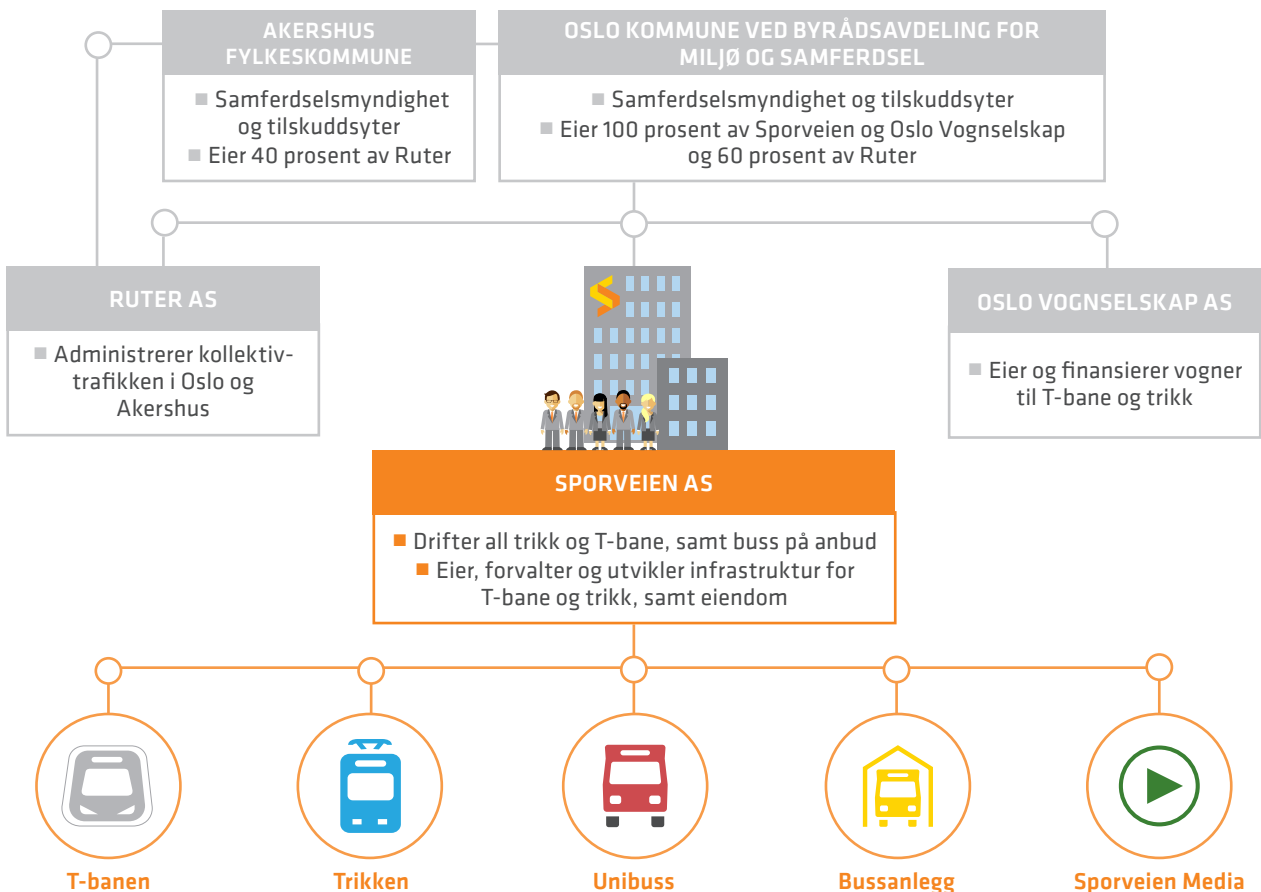 AKERSHUS
FYLKESKOMMUNE
■ Samferdselsmyndighet
og tilskuddsyter
■ Eier 40 prosent av Ruter
OSLO KOMMUNE VED BYRÅDSAVDELING FOR
MILJØ OG SAMFERDSEL
■ Samferdselsmyndighet og tilskuddsyter
■ Eier 100 prosent av Sporveien og Oslo Vognselskap
og 60 prosent av Ruter
RUTER AS
■ Administrerer kollektiv-
trafikken i Oslo og
Akershus
OSLO VOGNSELSKAP AS
■ Eier og finansierer vogner
til T-bane og trikk
SPORVEIEN AS
■ Drifter all trikk og T-bane, samt buss på anbud
■ Eier, forvalter og utvikler infrastruktur for
T-bane og trikk, samt eiendom
T-banen
Trikken
Unibuss
Bussanlegg
Sporveien Media